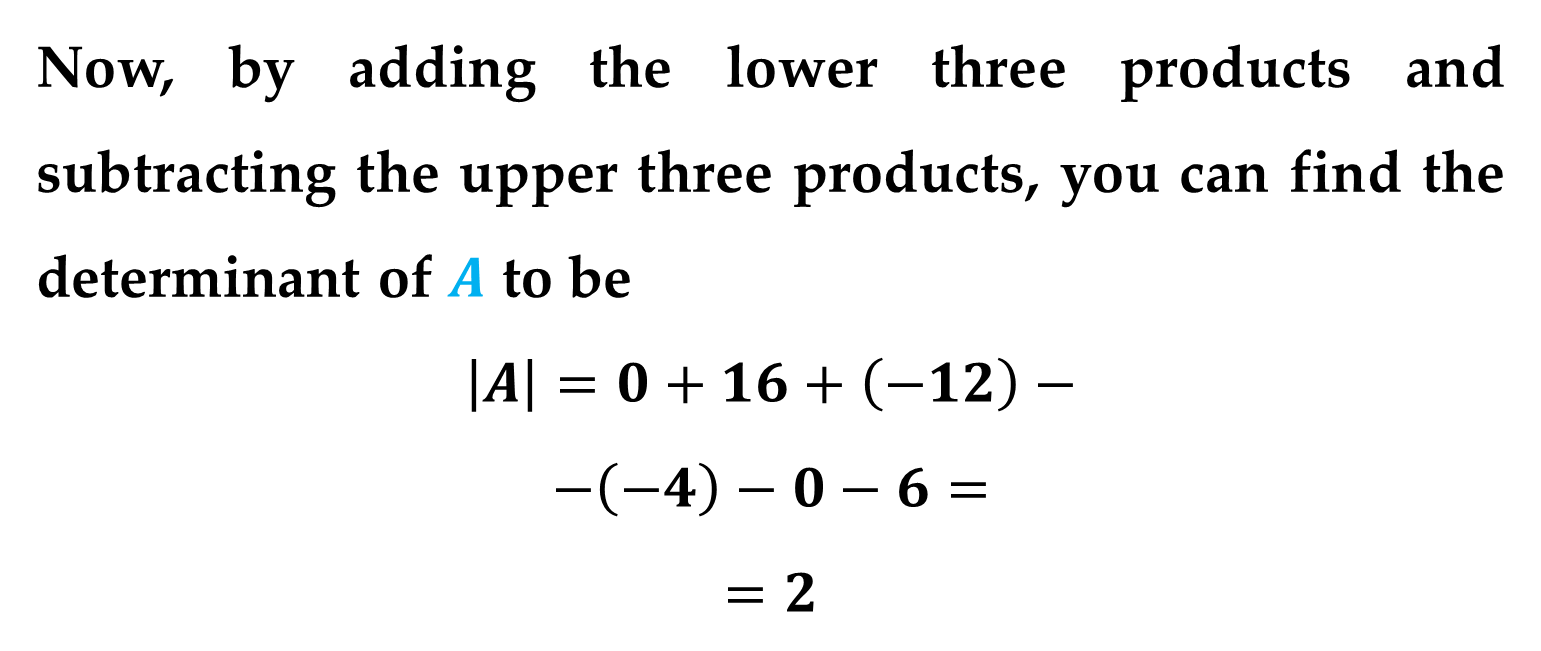 Now, by adding the lower three products and
subtracting the upper three products, you can find the
determinant of A to be
|A| = 0 + 16 + (−12) −
−(−4) − 0 − 6 =
= 2